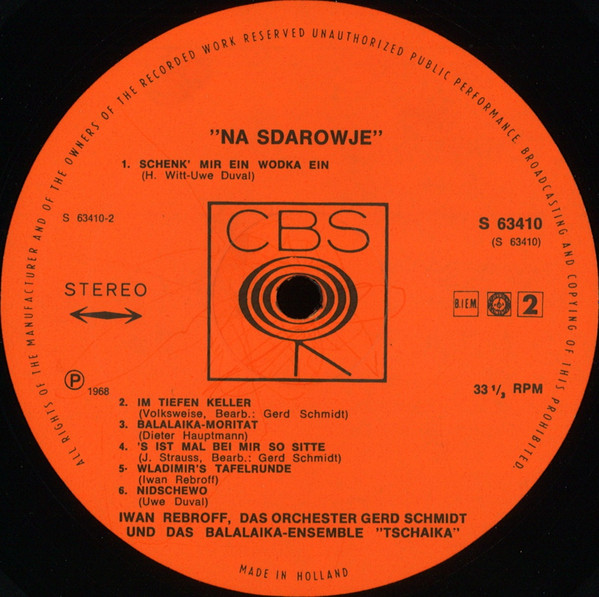 ALL RIGHTS OF THE MANUFACTURER AND OF THE OWNERS OF THE RECORDED WORK RESERVED UNAUTHORIZED PUBLIC PERFORMANCE BROADCASTING AND COPYING OF THIS PROHIBITED.
"NA SDAROWJE"
1. SCHENK' MIR EIN WODKA EIN
(H. Witt-Uwe Duval)
S 63410-2
S 63410
(S 63410)
CBS
STEREO
B.I.E.M.
2
℗ 1968
33 1/3 RPM
2. IM TIEFEN KELLER
(Volksweise, Bearb.: Gerd Schmidt)
3. BALALAIKA-MORITAT
(Dieter Hauptmann)
4. 'S IST MAL BEI MIR SO SITTE
(J. Strauss, Bearb.: Gerd Schmidt)
5- WLADIMIR'S TAFELRUNDE
(Iwan Rebroff)
6. NIDSCHEWO
(Uwe Duval)
IWAN REBROFF, DAS ORCHESTER GERD SCHMIDT
UND DAS BALALAIKA-ENSEMBLE "TSCHAIKA"
MADE IN HOLLAND